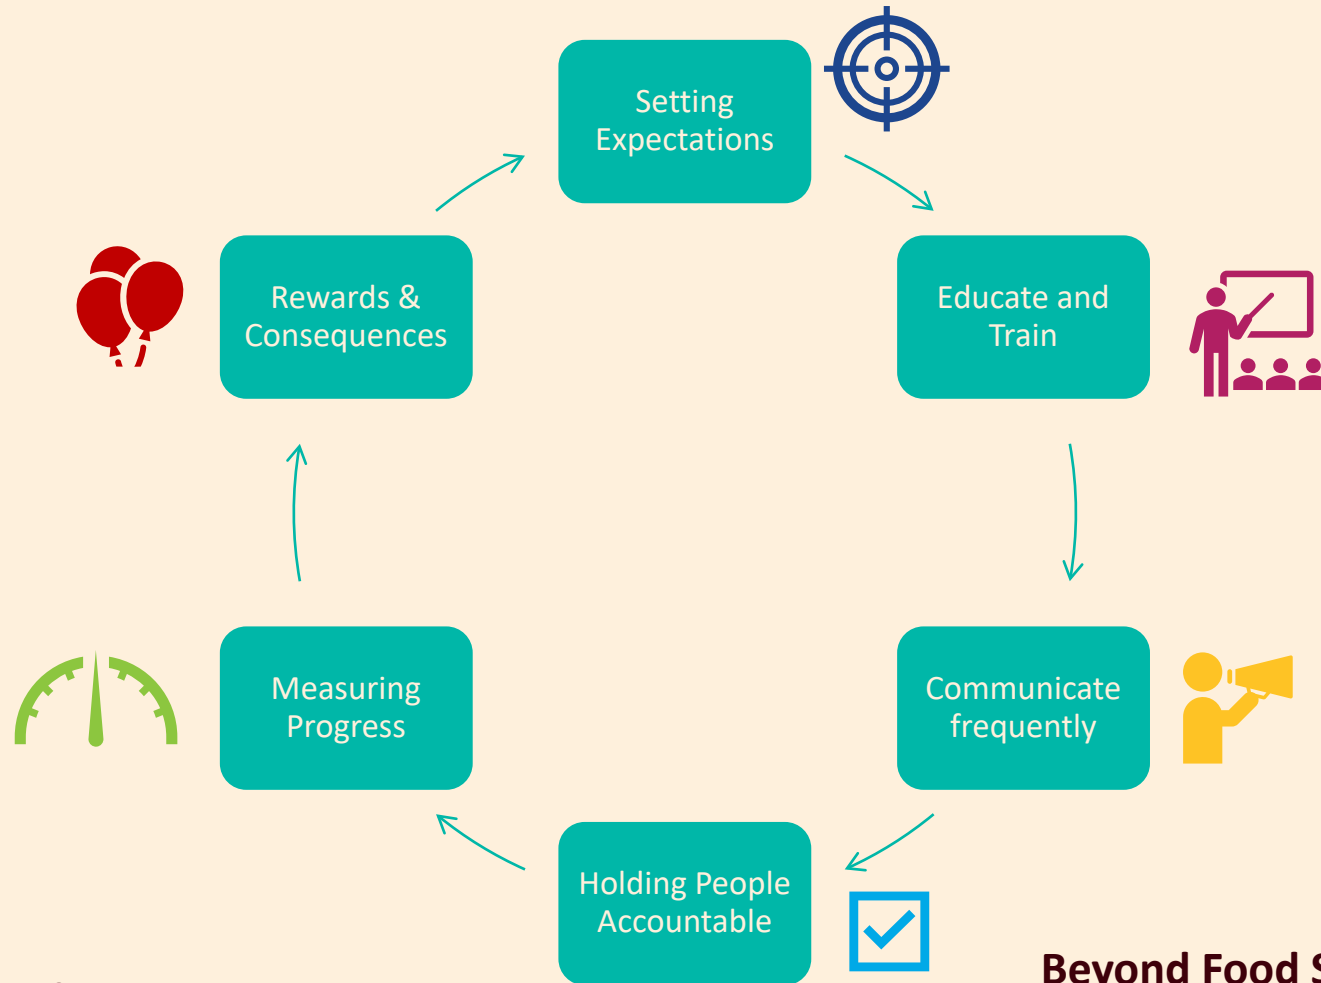 Setting
Expectations
Educate and
Train
Communicate
frequently
Holding People
Accountable
Measuring
Progress
Rewards &
Consequences
Beyond Food S